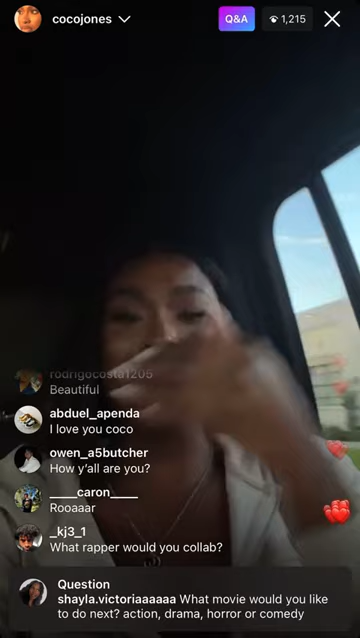 cocojones
Q&A
1,215
rodrigocosta1205
Beautiful
abduel_apenda
I love you coco
owen_a5butcher
How y'all are you?
_____caron_____
Rooaaar
_kj3_1
What rapper would you collab?
Question
shayla.victoriaaaaaa What movie would you like
to do next? action, drama, horror or comedy